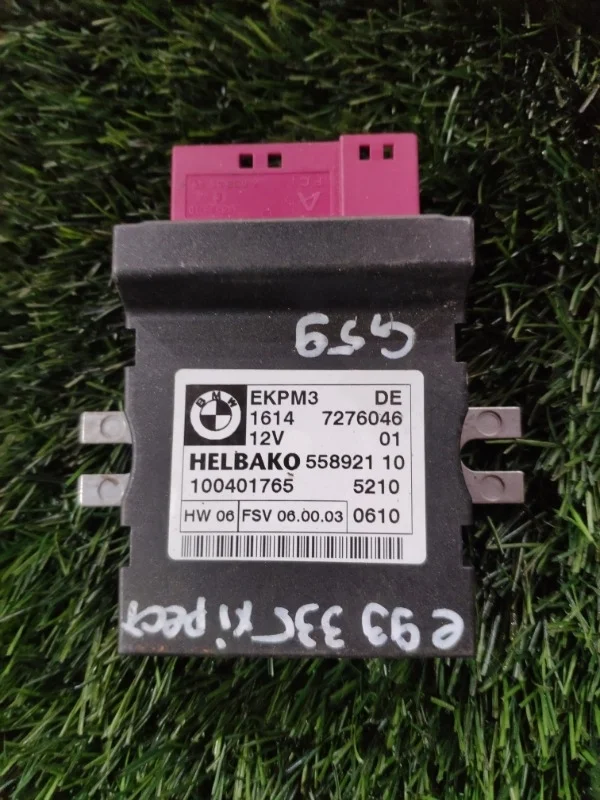 BMW
EKPM3 DE
1614 7276046
12V 01
HELBAKO 558921 10
100401765 5210
HW 06 FSV 06.00.03 0610
e93 335xi рест